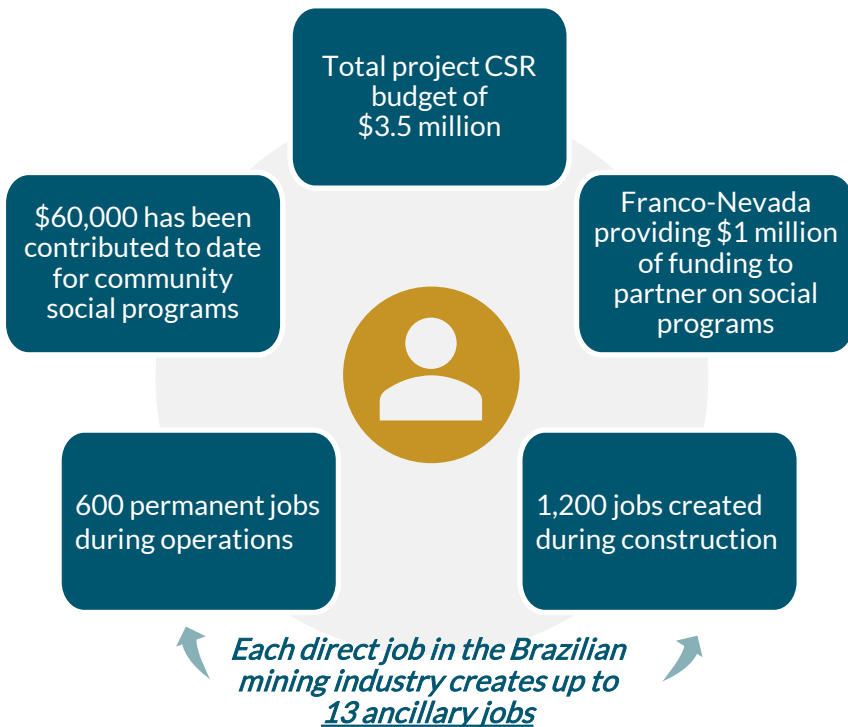 Total project CSR
budget of
$3.5 million
$60,000 has been
contributed to date
for community
social programs
Franco-Nevada
providing $1 million
of funding to
partner on social
programs
600 permanent jobs
during operations
1,200 jobs created
during construction
Each direct job in the Brazilian
mining industry creates up to
13 ancillary jobs